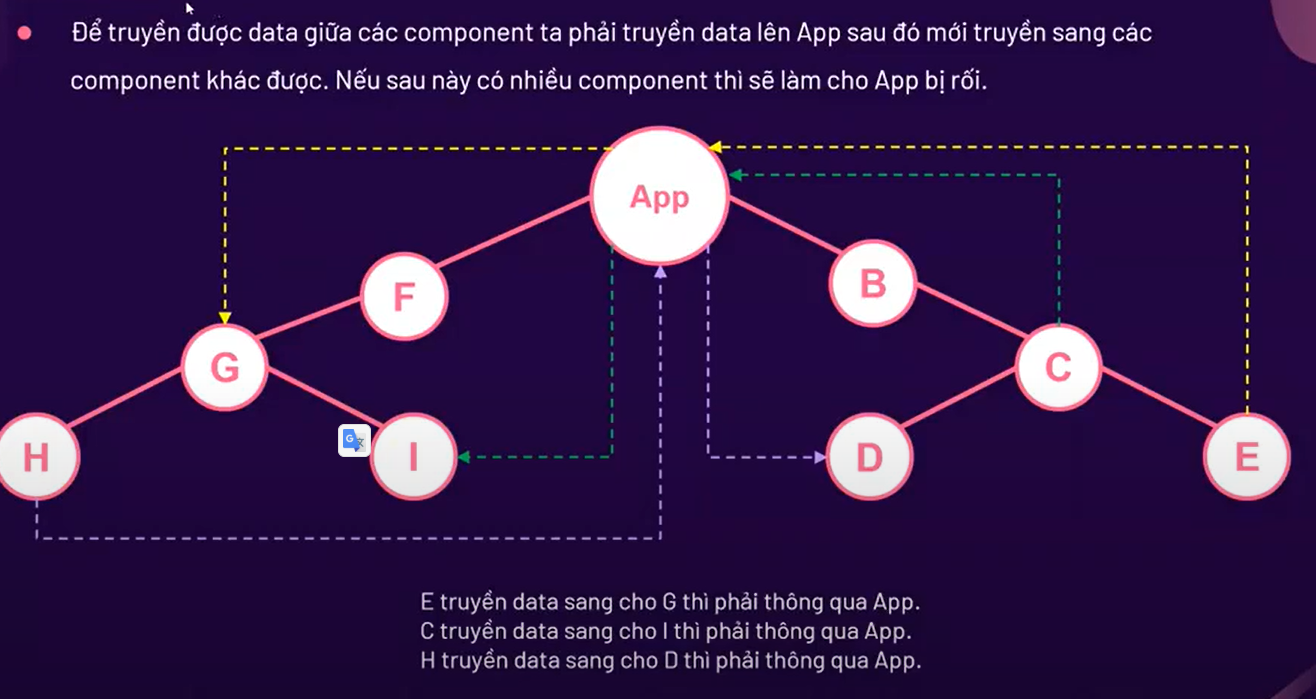 Để truyền được data giữa các component ta phải truyền data lên App sau đó mới truyền sang các
component khác được. Nếu sau này có nhiều component thì sẽ làm cho App bị rối.
App
F
B
G
C
H
I
D
E
G
E truyền data sang cho G thì phải thông qua App.
C truyền data sang cho I thì phải thông qua App.
H truyền data sang cho D thì phải thông qua App.